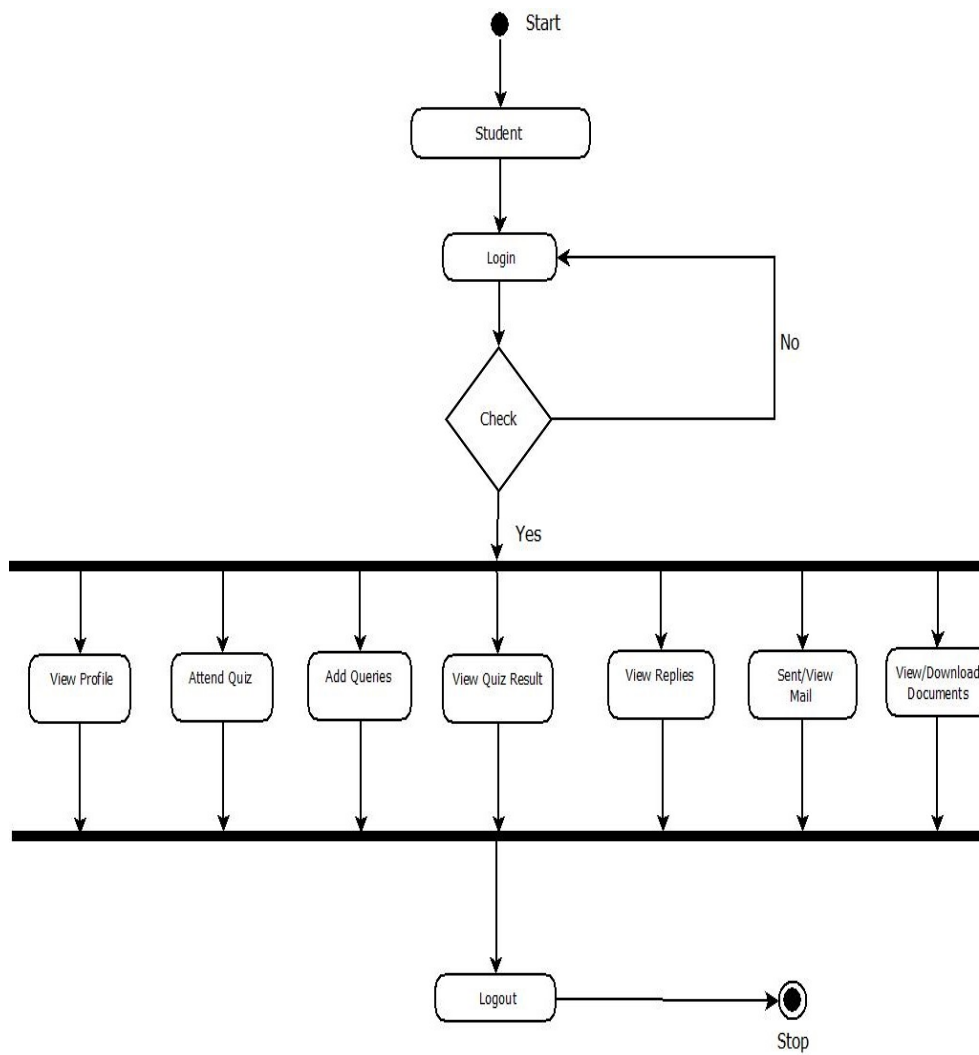 Start
Student
Login
No
Check
Yes
View Profile
Attend Quiz
Add Queries
View Quiz Result
View Replies
Sent/View
Mail
View/Download
Documents
Logout
Stop